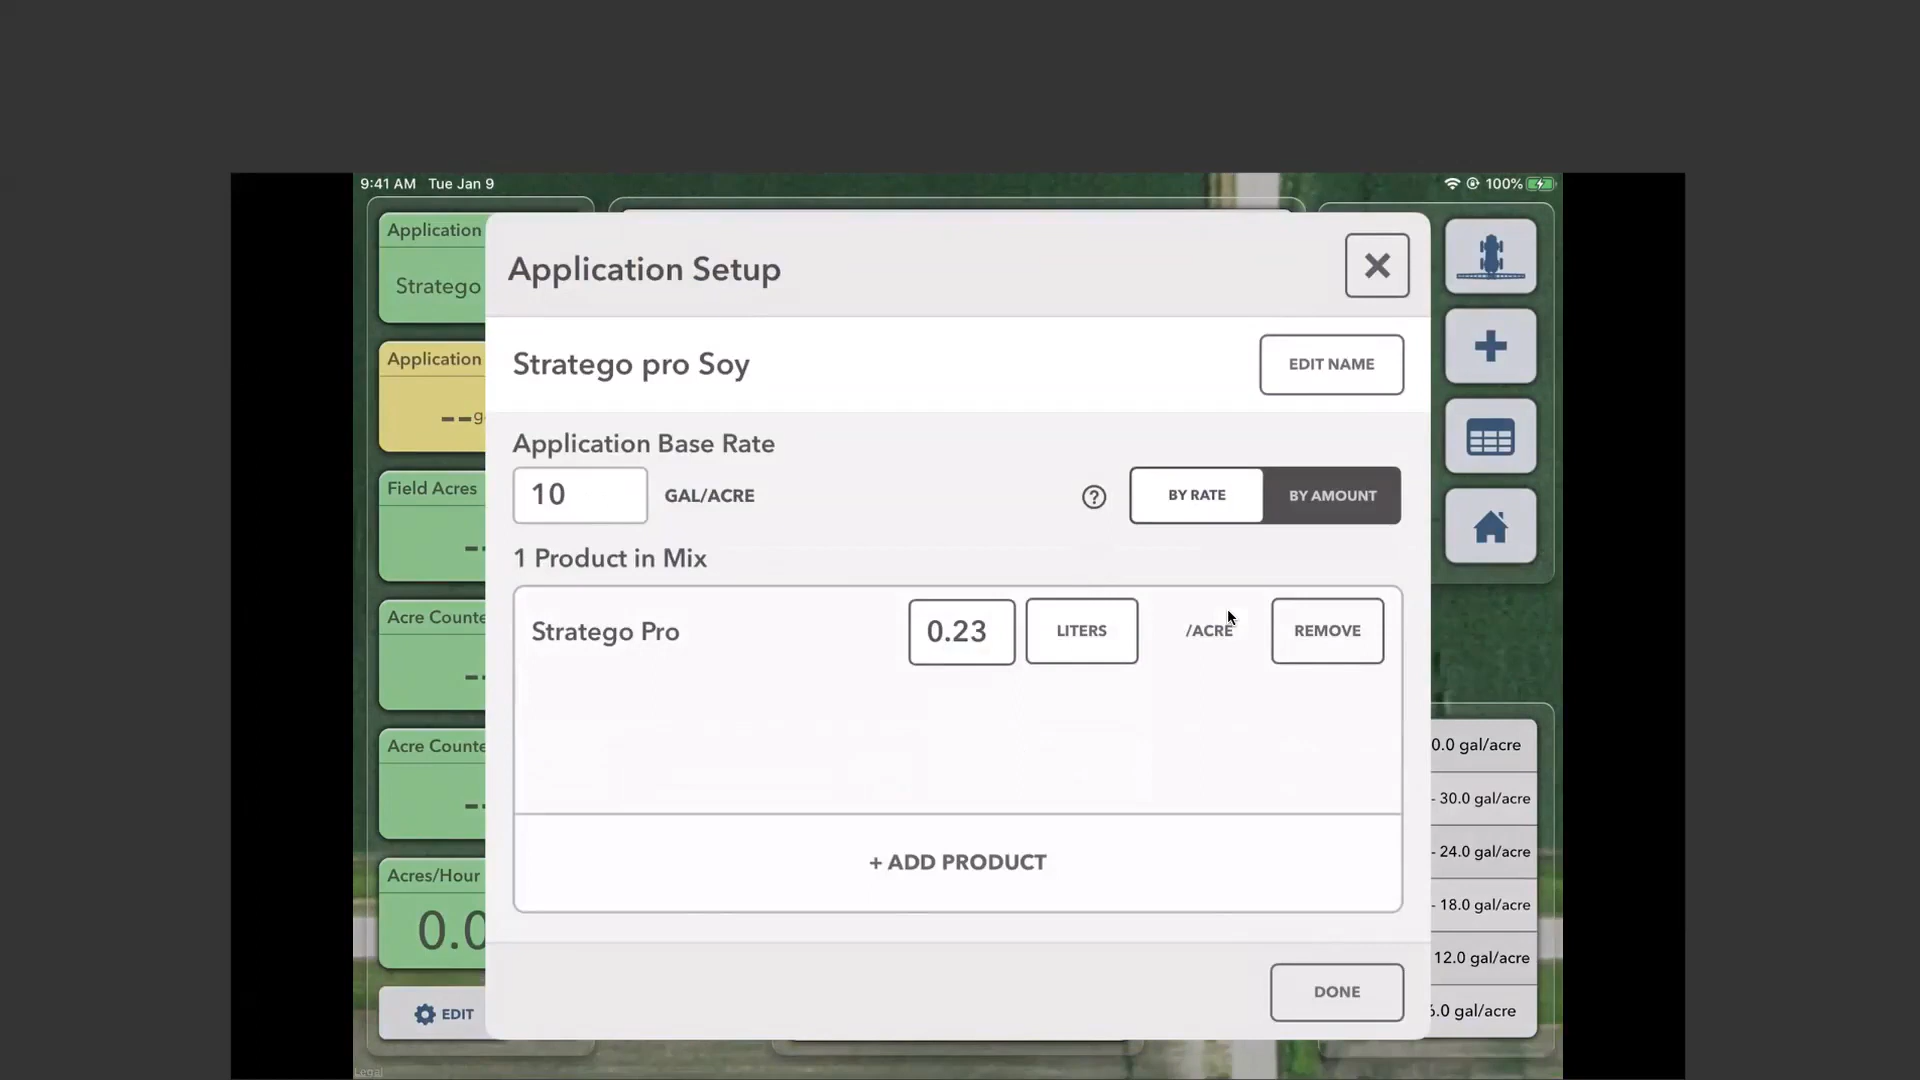 9:41 AM Tue Jan 9
100%
Application
Stratego
Application
--g
Field Acres
--
Acre Counte
--
Acre Counte
--
Acres/Hour
0.0
EDIT
Legal
Application Setup
Stratego pro Soy
EDIT NAME
Application Base Rate
10 GAL/ACRE
BY RATE BY AMOUNT
1 Product in Mix
Stratego Pro 0.23 LITERS /ACRE REMOVE
+ ADD PRODUCT
DONE
0.0 gal/acre
- 30.0 gal/acre
- 24.0 gal/acre
- 18.0 gal/acre
12.0 gal/acre
6.0 gal/acre